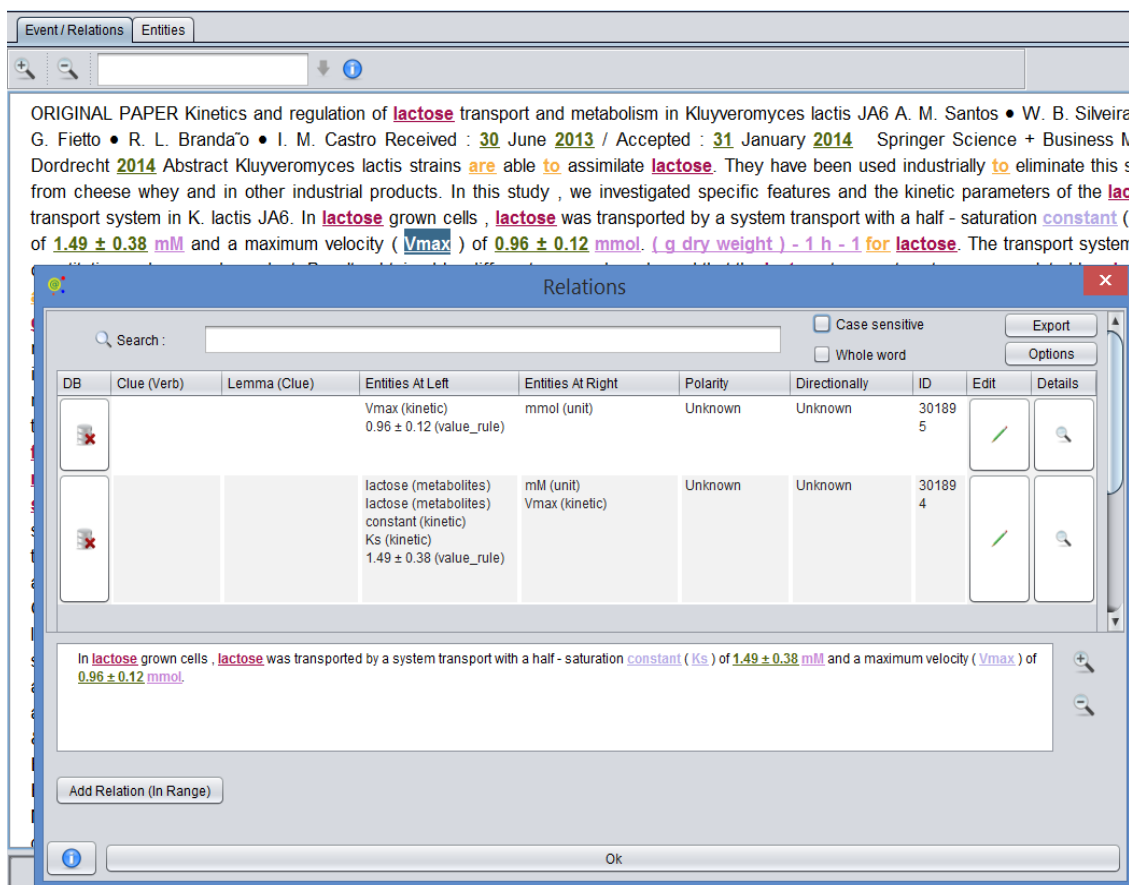 Event / Relations Entities
ORIGINAL PAPER Kinetics and regulation of lactose transport and metabolism in Kluyveromyces lactis JA6 A. M. Santos ● W. B. Silveira
G. Fietto ● R. L. Branda˜o ● I. M. Castro Received : 30 June 2013 / Accepted : 31 January 2014 Springer Science + Business M
Dordrecht 2014 Abstract Kluyveromyces lactis strains are able to assimilate lactose. They have been used industrially to eliminate this s
from cheese whey and in other industrial products. In this study , we investigated specific features and the kinetic parameters of the lac
transport system in K. lactis JA6. In lactose grown cells , lactose was transported by a system transport with a half - saturation constant (
of 1.49 ± 0.38 mM and a maximum velocity ( Vmax ) of 0.96 ± 0.12 mmol. ( g dry weight ) - 1 h - 1 for lactose. The transport system
Relations
Search :
Case sensitive
Whole word
Export
Options
DB Clue (Verb) Lemma (Clue) Entities At Left Entities At Right Polarity Directionally ID Edit Details
Vmax (kinetic) mmol (unit) Unknown Unknown 30189
0.96 ± 0.12 (value_rule) 5
lactose (metabolites) mM (unit) Unknown Unknown 30189
lactose (metabolites) Vmax (kinetic) 4
constant (kinetic)
Ks (kinetic)
1.49 ± 0.38 (value_rule)
In lactose grown cells , lactose was transported by a system transport with a half - saturation constant ( Ks ) of 1.49 ± 0.38 mM and a maximum velocity ( Vmax ) of
0.96 ± 0.12 mmol.
Add Relation (In Range)
Ok